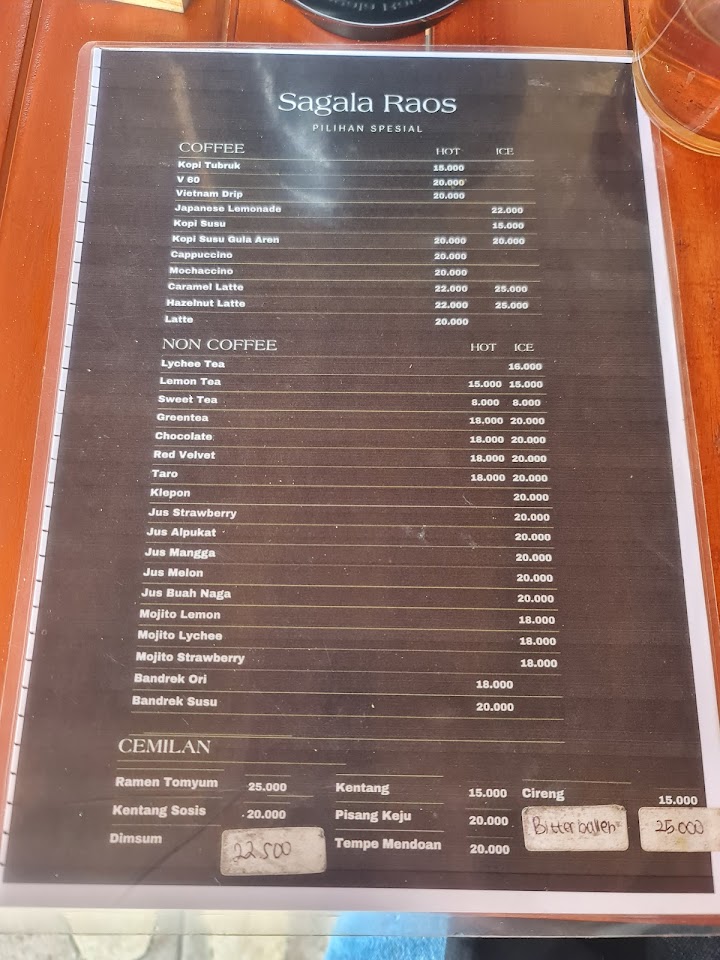 Sagala Raos
PILIHAN SPESIAL
COFFEE HOT ICE
Kopi Tubruk 15.000
V 60 20.000
Vietnam Drip 20.000
Japanese Lemonade 22.000
Kopi Susu 15.000
Kopi Susu Gula Aren 20.000 20.000
Cappuccino 20.000
Mochaccino 20.000
Caramel Latte 22.000 25.000
Hazelnut Latte 22.000 25.000
Latte 20.000
NON COFFEE HOT ICE
Lychee Tea 16.000
Lemon Tea 15.000 15.000
Sweet Tea 8.000 8.000
Greentea 18.000 20.000
Chocolate 18.000 20.000
Red Velvet 18.000 20.000
Taro 18.000 20.000
Klepon 20.000
Jus Strawberry 20.000
Jus Alpukat 20.000
Jus Mangga 20.000
Jus Melon 20.000
Jus Buah Naga 20.000
Mojito Lemon 18.000
Mojito Lychee 18.000
Mojito Strawberry 18.000
Bandrek Ori 18.000
Bandrek Susu 20.000
CEMILAN
Ramen Tomyum 25.000 Kentang 15.000 Cireng 15.000
Kentang Sosis 20.000 Pisang Keju 20.000 Bitterballen 25.000
Dimsum 22.500 Tempe Mendoan 20.000